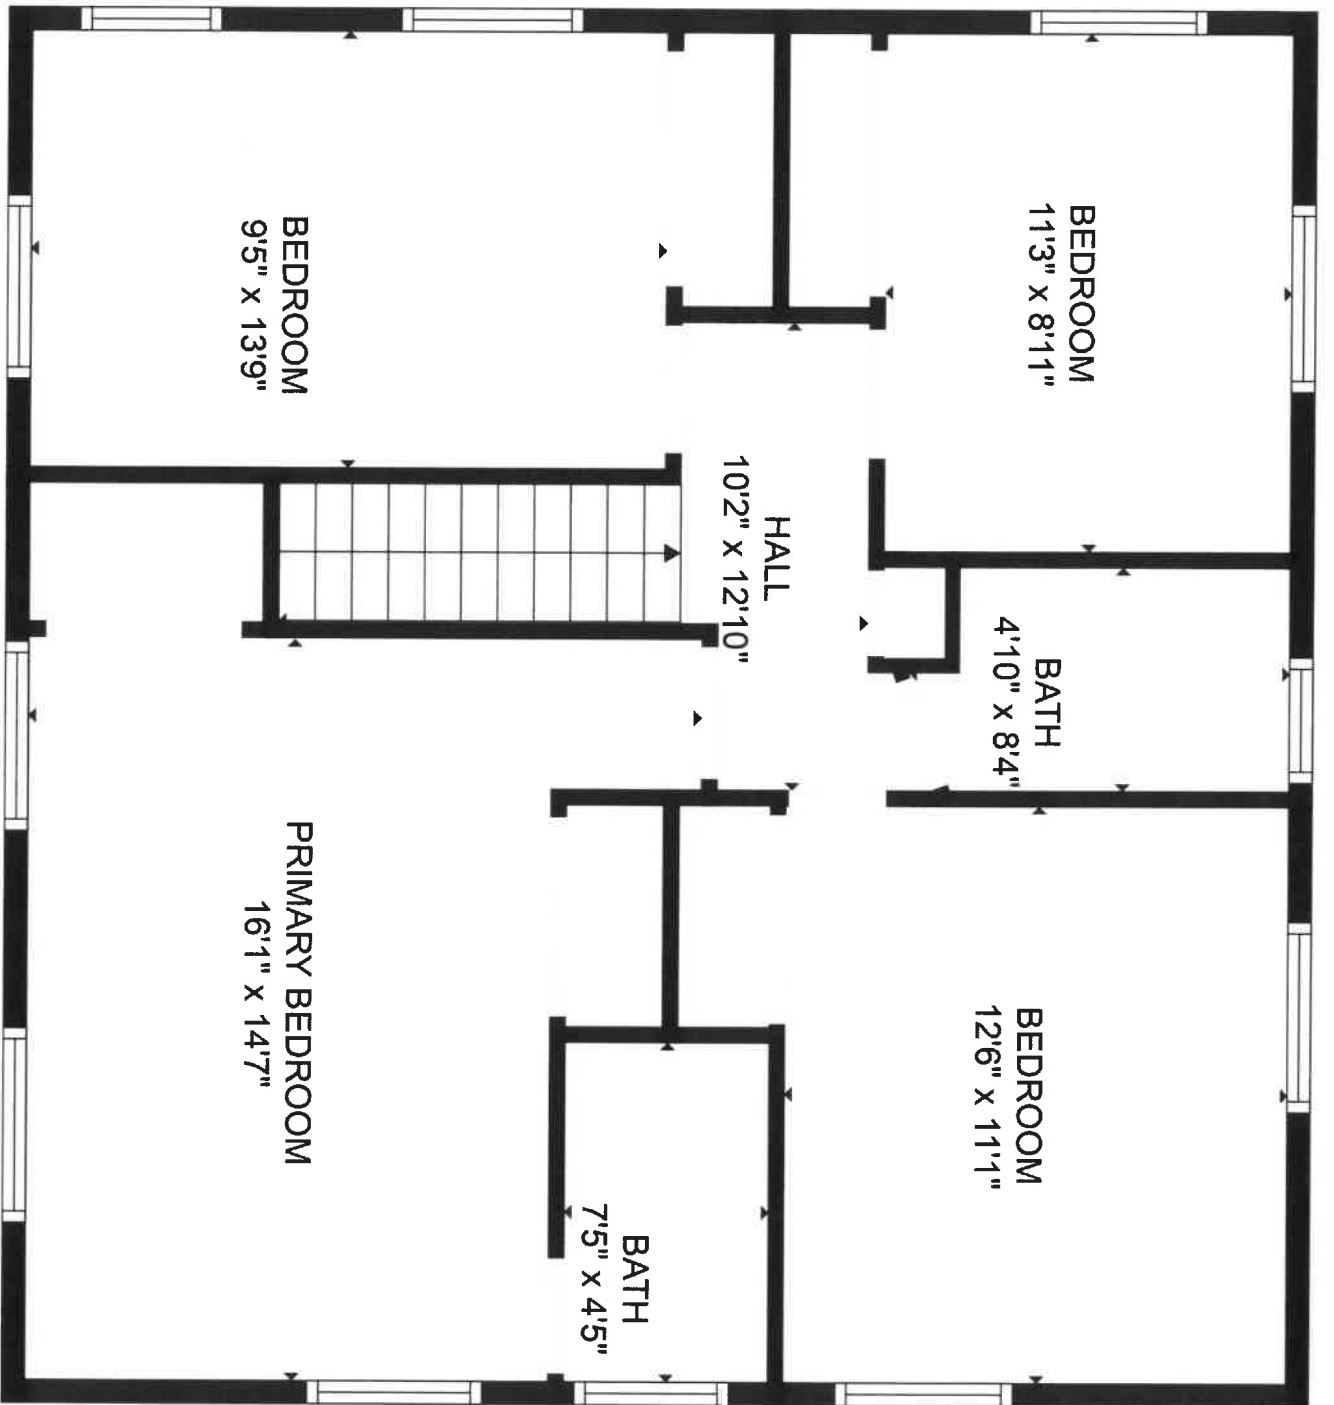 BEDROOM
11'3" x 8'11"
BATH
4'10" x 8'4"
BEDROOM
12'6" x 11'1"
HALL
10'2" x 12'10"
BATH
7'5" x 4'5"
BEDROOM
9'5" x 13'9"
PRIMARY BEDROOM
16'1" x 14'7"